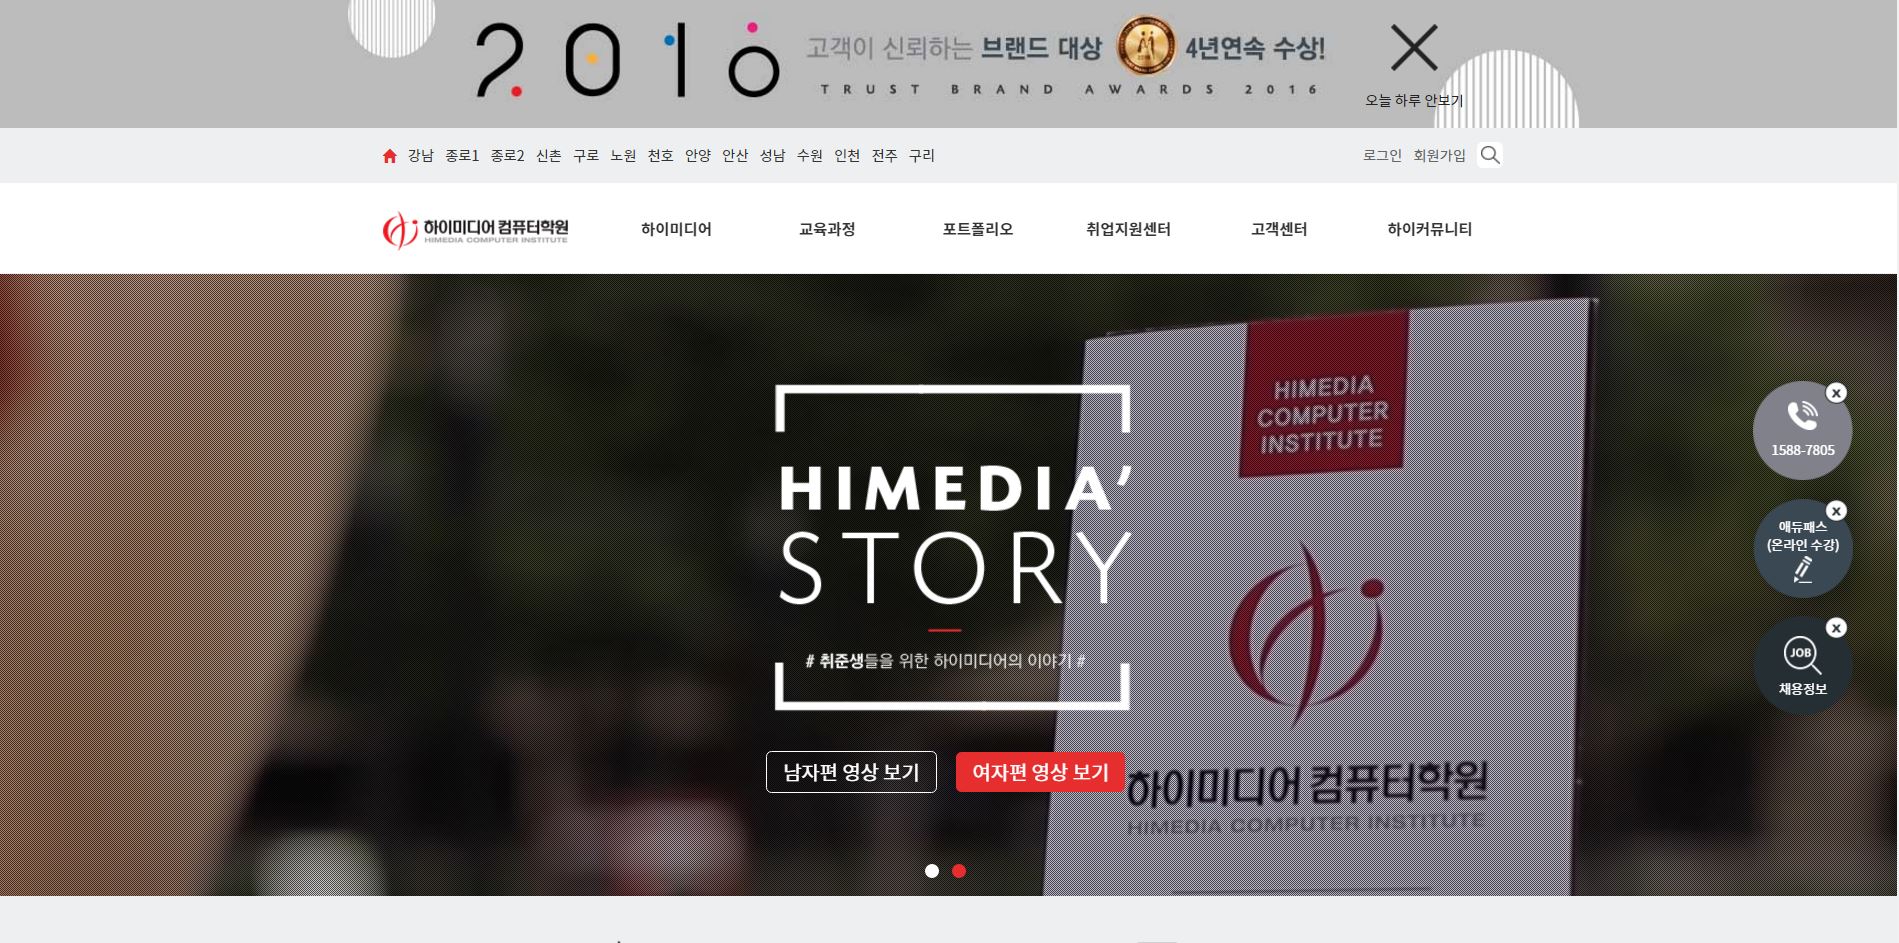 2016 고객이 신뢰하는 브랜드 대상 4년연속 수상!
TRUST BRAND AWARDS 2016
오늘 하루 안보기
강남 종로1 종로2 신촌 구로 노원 천호 안양 안산 성남 수원 인천 전주 구리
로그인 회원가입
하이미디어 컴퓨터학원
HIMEDIA COMPUTER INSTITUTE
하이미디어 교육과정 포트폴리오 취업지원센터 고객센터 하이커뮤니티
HIMEDIA
COMPUTER
INSTITUTE
HIMEDIA'
STORY
# 취준생들을 위한 하이미디어의 이야기 #
남자편 영상 보기
여자편 영상 보기
하이미디어 컴퓨터학원
HIMEDIA COMPUTER INSTITUTE
x
1588-7805
x
애듀패스
(온라인 수강)
x
JOB
채용정보